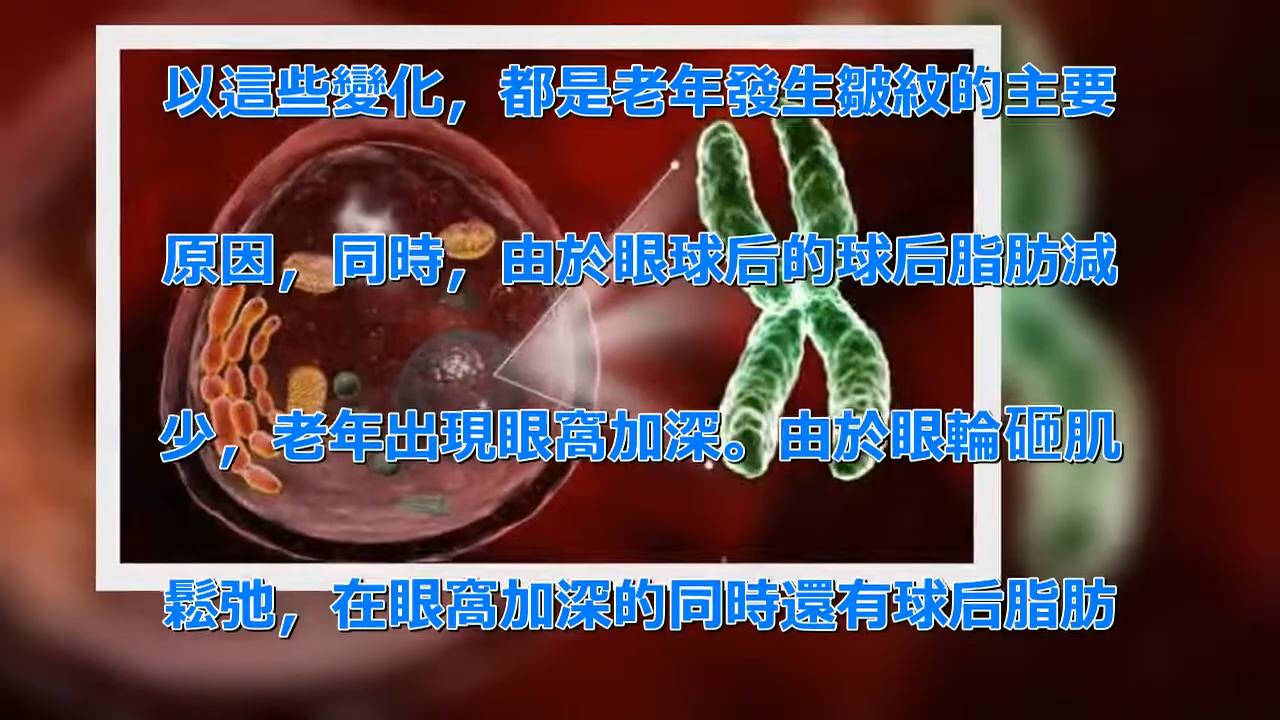 以這些變化，都是老年發生皺紋的主要
原因，同時，由於眼球后的球后脂肪減
少，老年出現眼窩加深。由於眼輪砸肌
鬆弛，在眼窩加深的同時還有球后脂肪